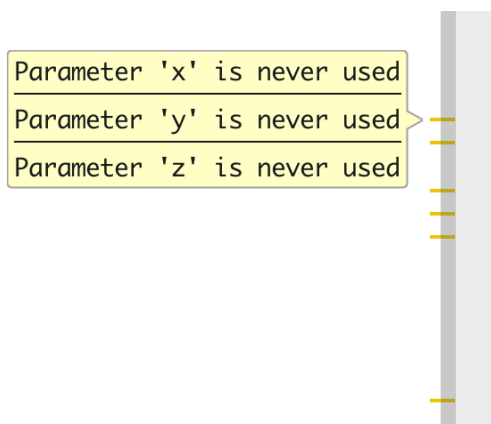 Parameter 'x' is never used
Parameter 'y' is never used
Parameter 'z' is never used